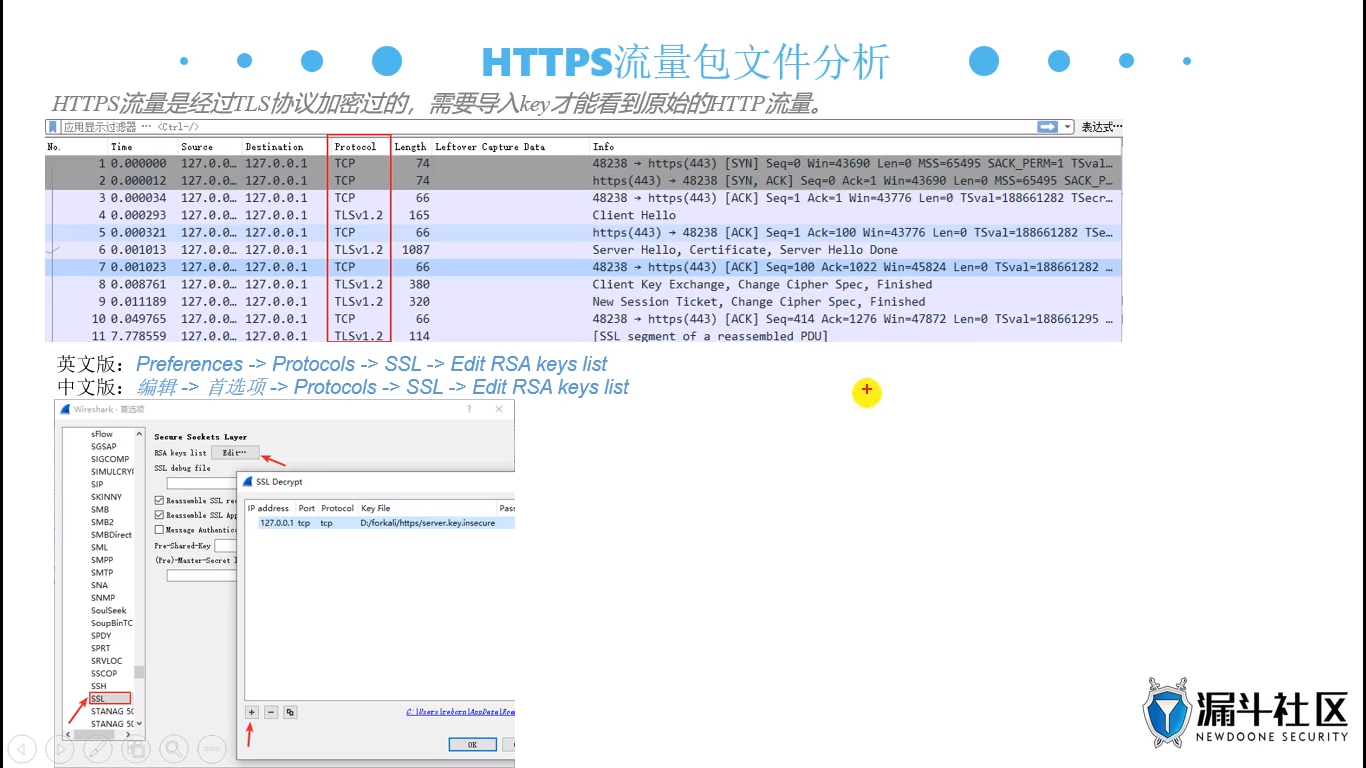 HTTPS流量包文件分析
HTTPS流量是经过TLS协议加密过的，需要导入key才能看到原始的HTTP流量。
应用显示过滤器 … <Ctrl-/> 表达式…
No. Time Source Destination Protocol Length Leftover Capture Data Info
1 0.000000 127.0.0… 127.0.0.1 TCP 74 48238 → https(443) [SYN] Seq=0 Win=43690 Len=0 MSS=65495 SACK_PERM=1 TSval…
2 0.000012 127.0.0… 127.0.0.1 TCP 74 https(443) → 48238 [SYN, ACK] Seq=0 Ack=1 Win=43690 Len=0 MSS=65495 SACK_P…
3 0.000034 127.0.0… 127.0.0.1 TCP 66 48238 → https(443) [ACK] Seq=1 Ack=1 Win=43776 Len=0 TSval=188661282 TSecr…
4 0.000293 127.0.0… 127.0.0.1 TLSv1.2 165 Client Hello
5 0.000321 127.0.0… 127.0.0.1 TCP 66 https(443) → 48238 [ACK] Seq=1 Ack=100 Win=43776 Len=0 TSval=188661282 TSe…
6 0.001013 127.0.0… 127.0.0.1 TLSv1.2 1087 Server Hello, Certificate, Server Hello Done
7 0.001023 127.0.0… 127.0.0.1 TCP 66 48238 → https(443) [ACK] Seq=100 Ack=1022 Win=45824 Len=0 TSval=188661282 …
8 0.008761 127.0.0… 127.0.0.1 TLSv1.2 380 Client Key Exchange, Change Cipher Spec, Finished
9 0.011189 127.0.0… 127.0.0.1 TLSv1.2 320 New Session Ticket, Change Cipher Spec, Finished
10 0.049765 127.0.0… 127.0.0.1 TCP 66 48238 → https(443) [ACK] Seq=414 Ack=1276 Win=47872 Len=0 TSval=188661295 …
11 7.778559 127.0.0… 127.0.0.1 TLSv1.2 114 [SSL segment of a reassembled PDU]
英文版：Preferences -> Protocols -> SSL -> Edit RSA keys list
中文版：编辑 -> 首选项 -> Protocols -> SSL -> Edit RSA keys list
Wireshark · 首选项
sFlow
SGSAP
SIGCOMP
SIMULCRYP
SIP
SKINNY
SMB
SMB2
SMBDirect
SML
SMPP
SMTP
SNA
SNMP
SoulSeek
SoupBinTC
SPDY
SPRT
SRVLOC
SSCOP
SSH
SSL
STANAG 50
STANAG 50
Secure Sockets Layer
RSA keys list Edit…
SSL debug file
Reassemble SSL rec
Reassemble SSL App
Message Authentic
Pre-Shared-Key
(Pre)-Master-Secret
SSL Decrypt
IP address Port Protocol Key File Pass
127.0.0.1 tcp tcp D:/forkali/https/server.key.insecure
OK
漏斗社区
NEWDOONE SECURITY